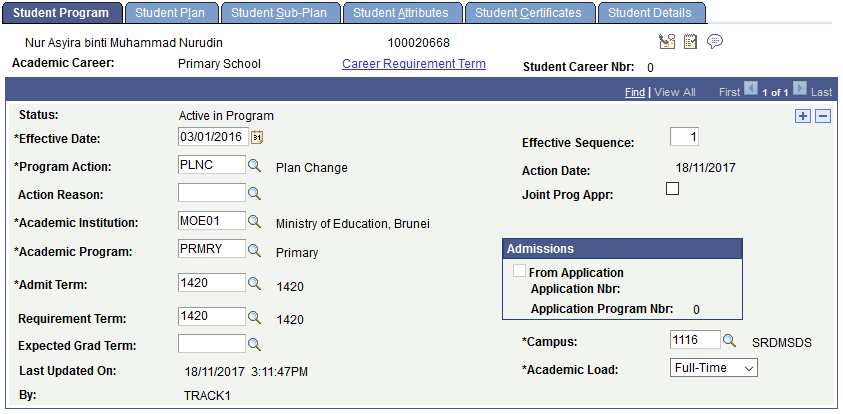 Student Program Student Plan Student Sub-Plan Student Attributes Student Certificates Student Details
Nur Asyira binti Muhammad Nurudin 100020668
Academic Career: Primary School Career Requirement Term Student Career Nbr: 0
Find | View All First 1 of 1 Last
Status: Active in Program
*Effective Date: 03/01/2016 31 Effective Sequence: 1
*Program Action: PLNC Plan Change Action Date: 18/11/2017
Action Reason: Joint Prog Appr:
*Academic Institution: MOE01 Ministry of Education, Brunei
*Academic Program: PRMRY Primary
Admissions
From Application
*Admit Term: 1420 1420
Application Nbr:
Application Program Nbr: 0
Requirement Term: 1420 1420
Expected Grad Term: *Campus: 1116 SRDMSDS
Last Updated On: 18/11/2017 3:11:47PM *Academic Load: Full-Time
By: TRACK1